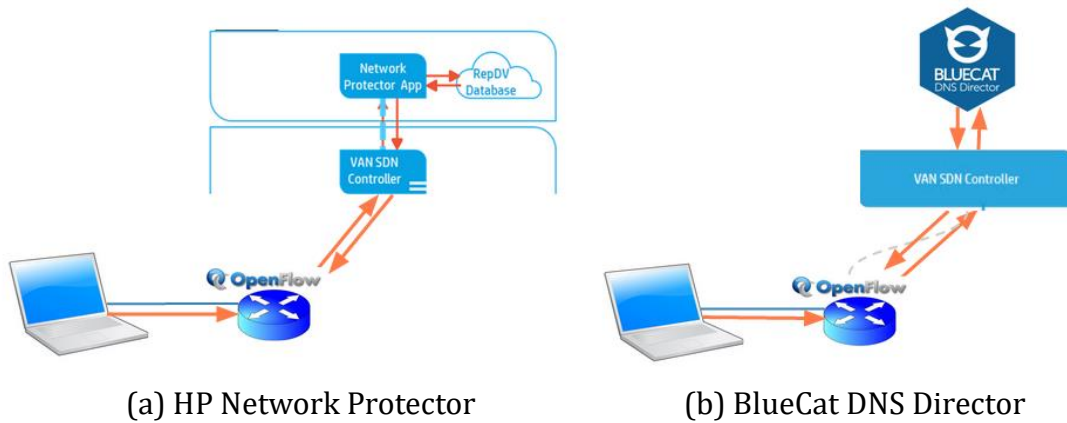 Network
Protector App
RepDV
Database
VAN SDN
Controller
OpenFlow
(a) HP Network Protector
BLUECAT
DNS Director
VAN SDN Controller
OpenFlow
(b) BlueCat DNS Director